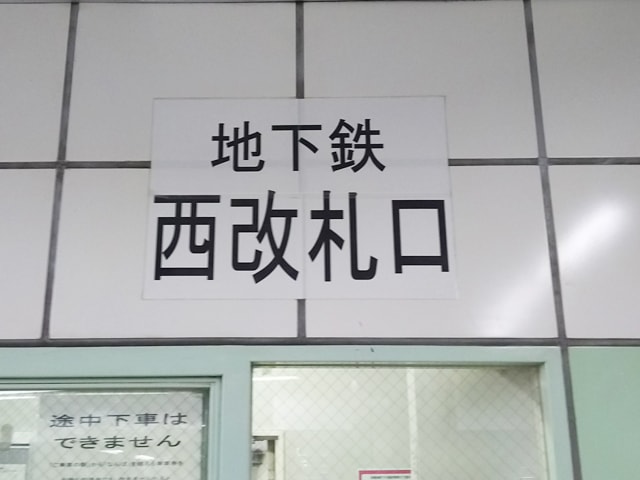 地下鉄
西改札口
途中下車は
できません